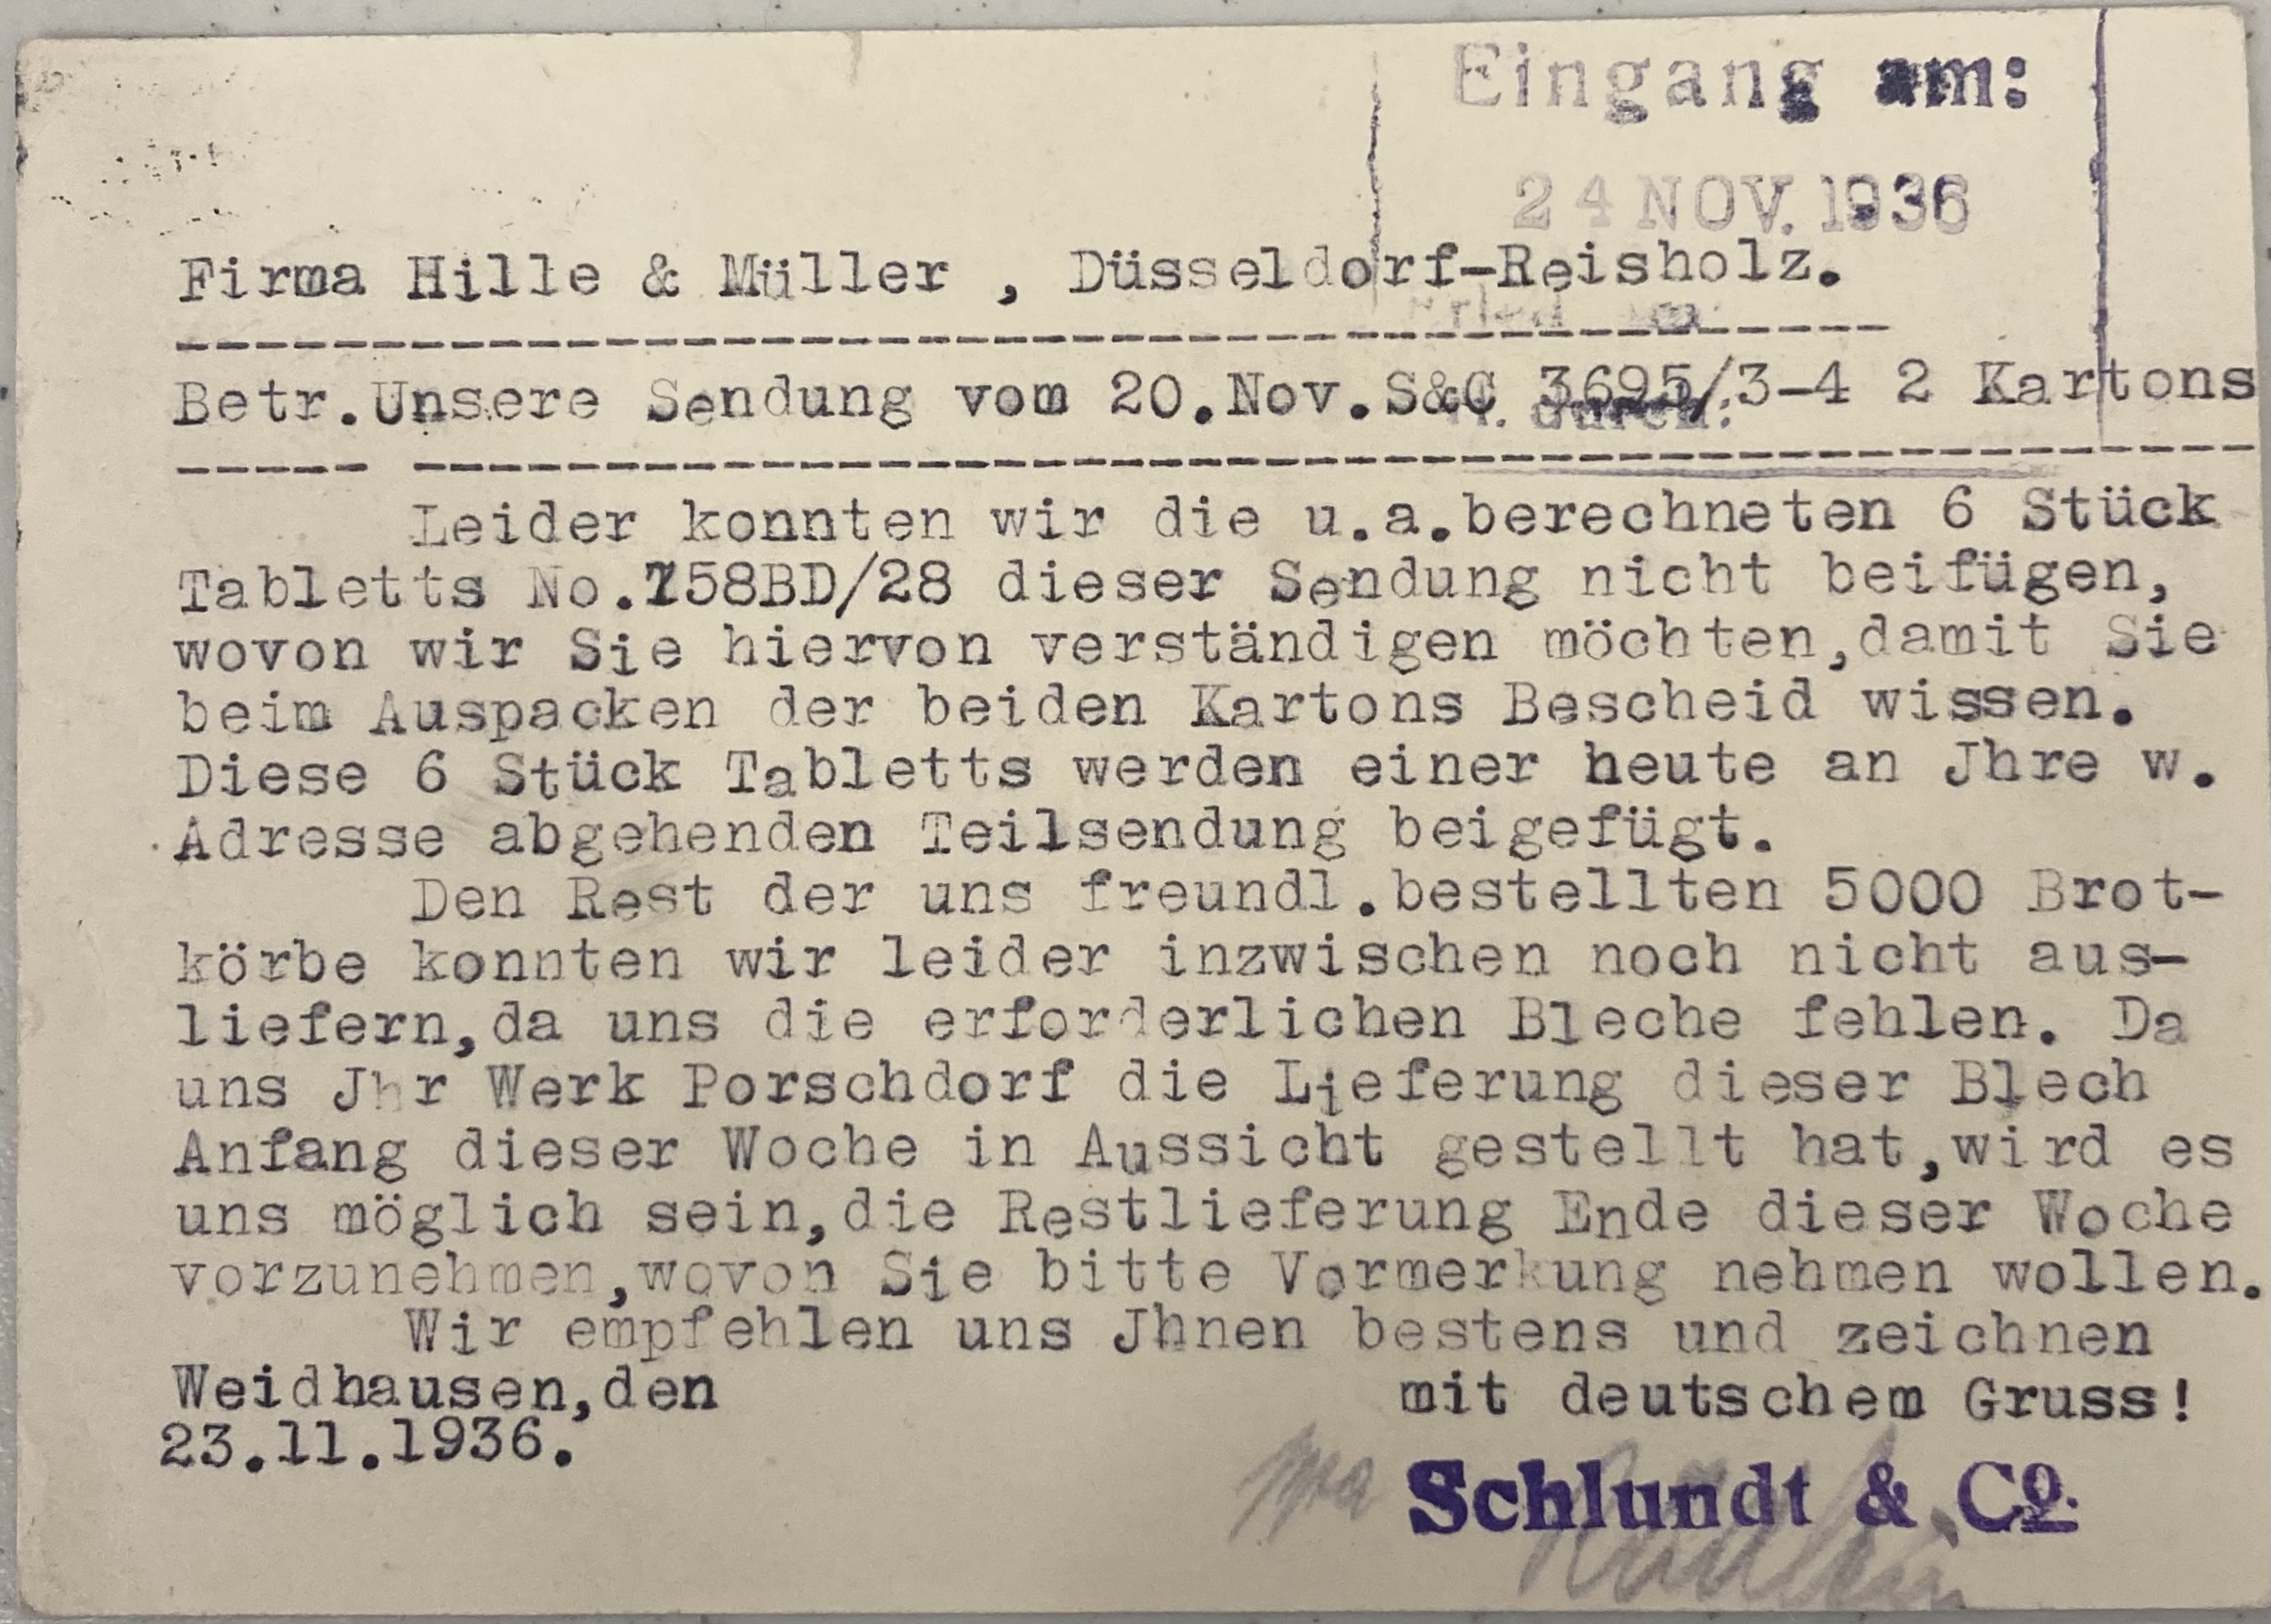 Eingang am:
24 NOV. 1936
Firma Hille & Müller , Düsseldorf-Reisholz.
Betr.Unsere Sendung vom 20.Nov.S&C 3695/3-4 2 Kartons
durch:
Leider konnten wir die u.a.berechneten 6 Stück
Tabletts No.758BD/28 dieser Sendung nicht beifügen,
wovon wir Sie hiervon verständigen möchten,damit Sie
beim Auspacken der beiden Kartons Bescheid wissen.
Diese 6 Stück Tabletts werden einer heute an Jhre w.
Adresse abgehenden Teilsendung beigefügt.
Den Rest der uns freundl.bestellten 5000 Brot-
körbe konnten wir leider inzwischen noch nicht aus-
liefern,da uns die erforderlichen Bleche fehlen. Da
uns Jhr Werk Porschdorf die Lieferung dieser Blech
Anfang dieser Woche in Aussicht gestellt hat,wird es
uns möglich sein,die Restlieferung Ende dieser Woche
vorzunehmen,wovon Sie bitte Vormerkung nehmen wollen.
Wir empfehlen uns Jhnen bestens und zeichnen
Weidhausen,den
mit deutschem Gruss!
23.11.1936.
ppa
Schlundt & Co.